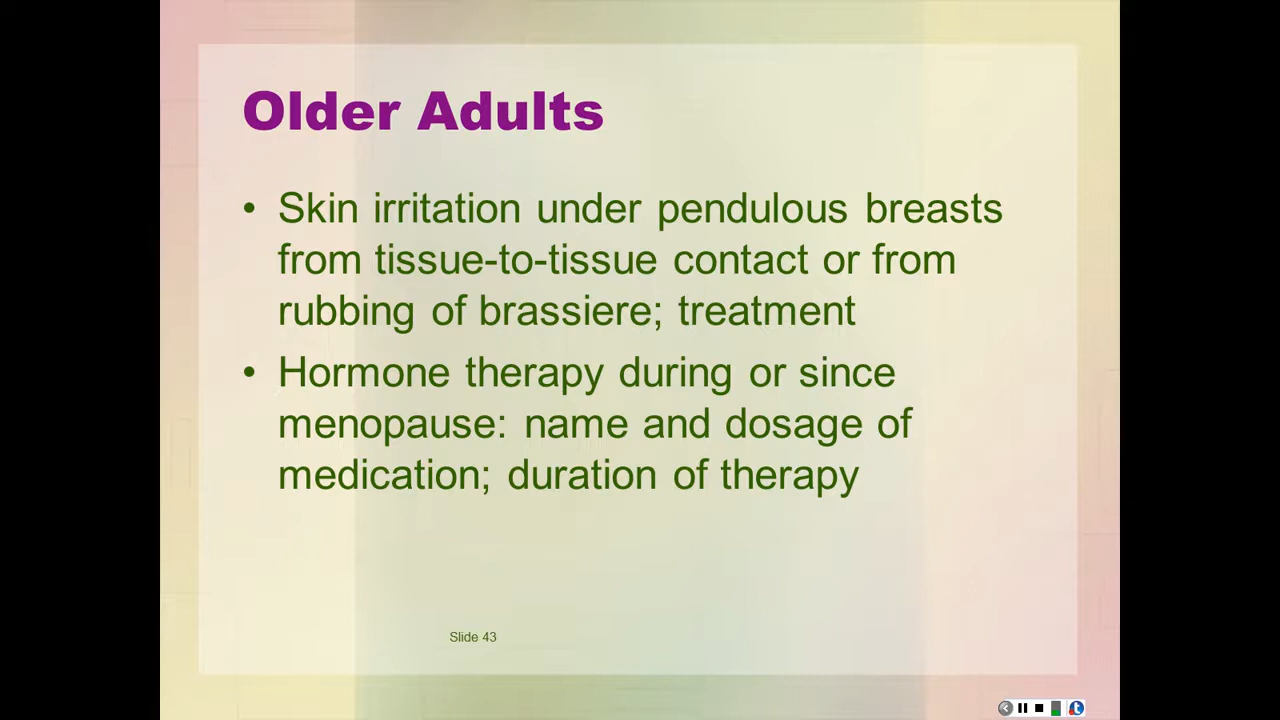 Older Adults
• Skin irritation under pendulous breasts
from tissue-to-tissue contact or from
rubbing of brassiere; treatment
• Hormone therapy during or since
menopause: name and dosage of
medication; duration of therapy
Slide 43